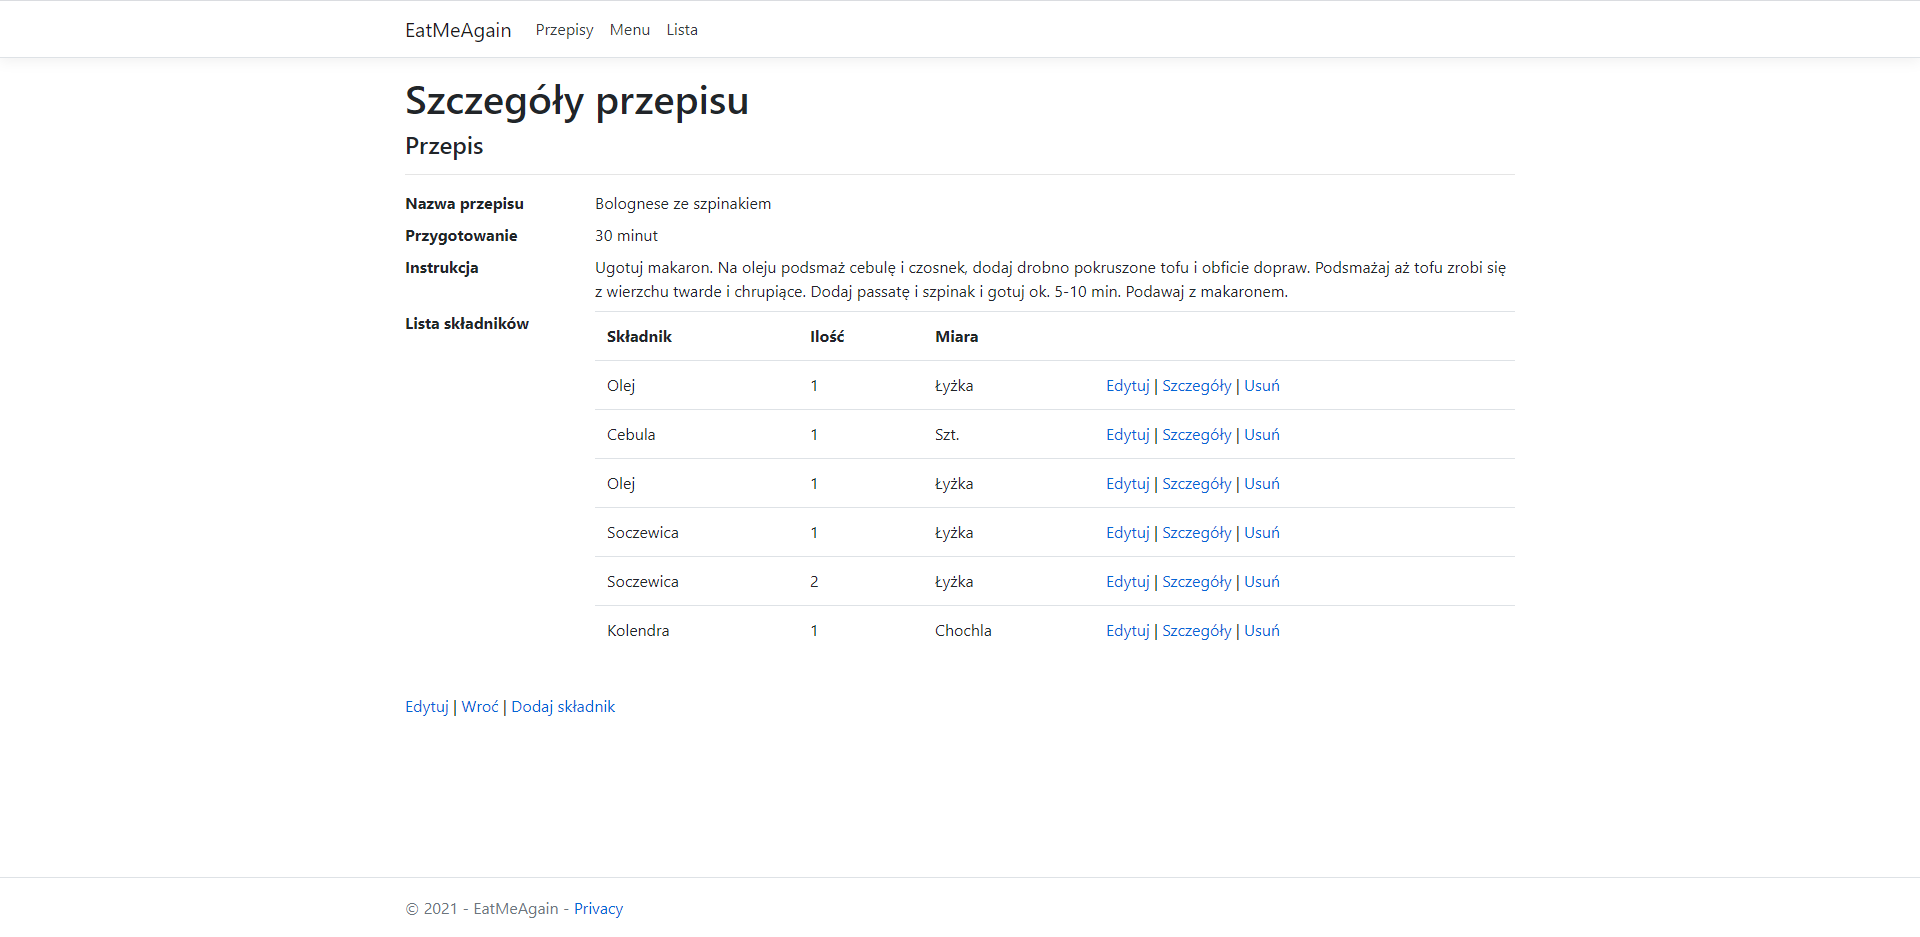 EatMeAgain Przepisy Menu Lista
Szczegóły przepisu
Przepis
Nazwa przepisu Bolognese ze szpinakiem
Przygotowanie 30 minut
Instrukcja Ugotuj makaron. Na oleju podsmaż cebulę i czosnek, dodaj drobno pokruszone tofu i obficie dopraw. Podsmażaj aż tofu zrobi się
z wierzchu twarde i chrupiące. Dodaj passatę i szpinak i gotuj ok. 5-10 min. Podawaj z makaronem.
Lista składników
Składnik Ilość Miara
Olej 1 Łyżka Edytuj | Szczegóły | Usuń
Cebula 1 Szt. Edytuj | Szczegóły | Usuń
Olej 1 Łyżka Edytuj | Szczegóły | Usuń
Soczewica 1 Łyżka Edytuj | Szczegóły | Usuń
Soczewica 2 Łyżka Edytuj | Szczegóły | Usuń
Kolendra 1 Chochla Edytuj | Szczegóły | Usuń
Edytuj | Wroć | Dodaj składnik
© 2021 - EatMeAgain - Privacy